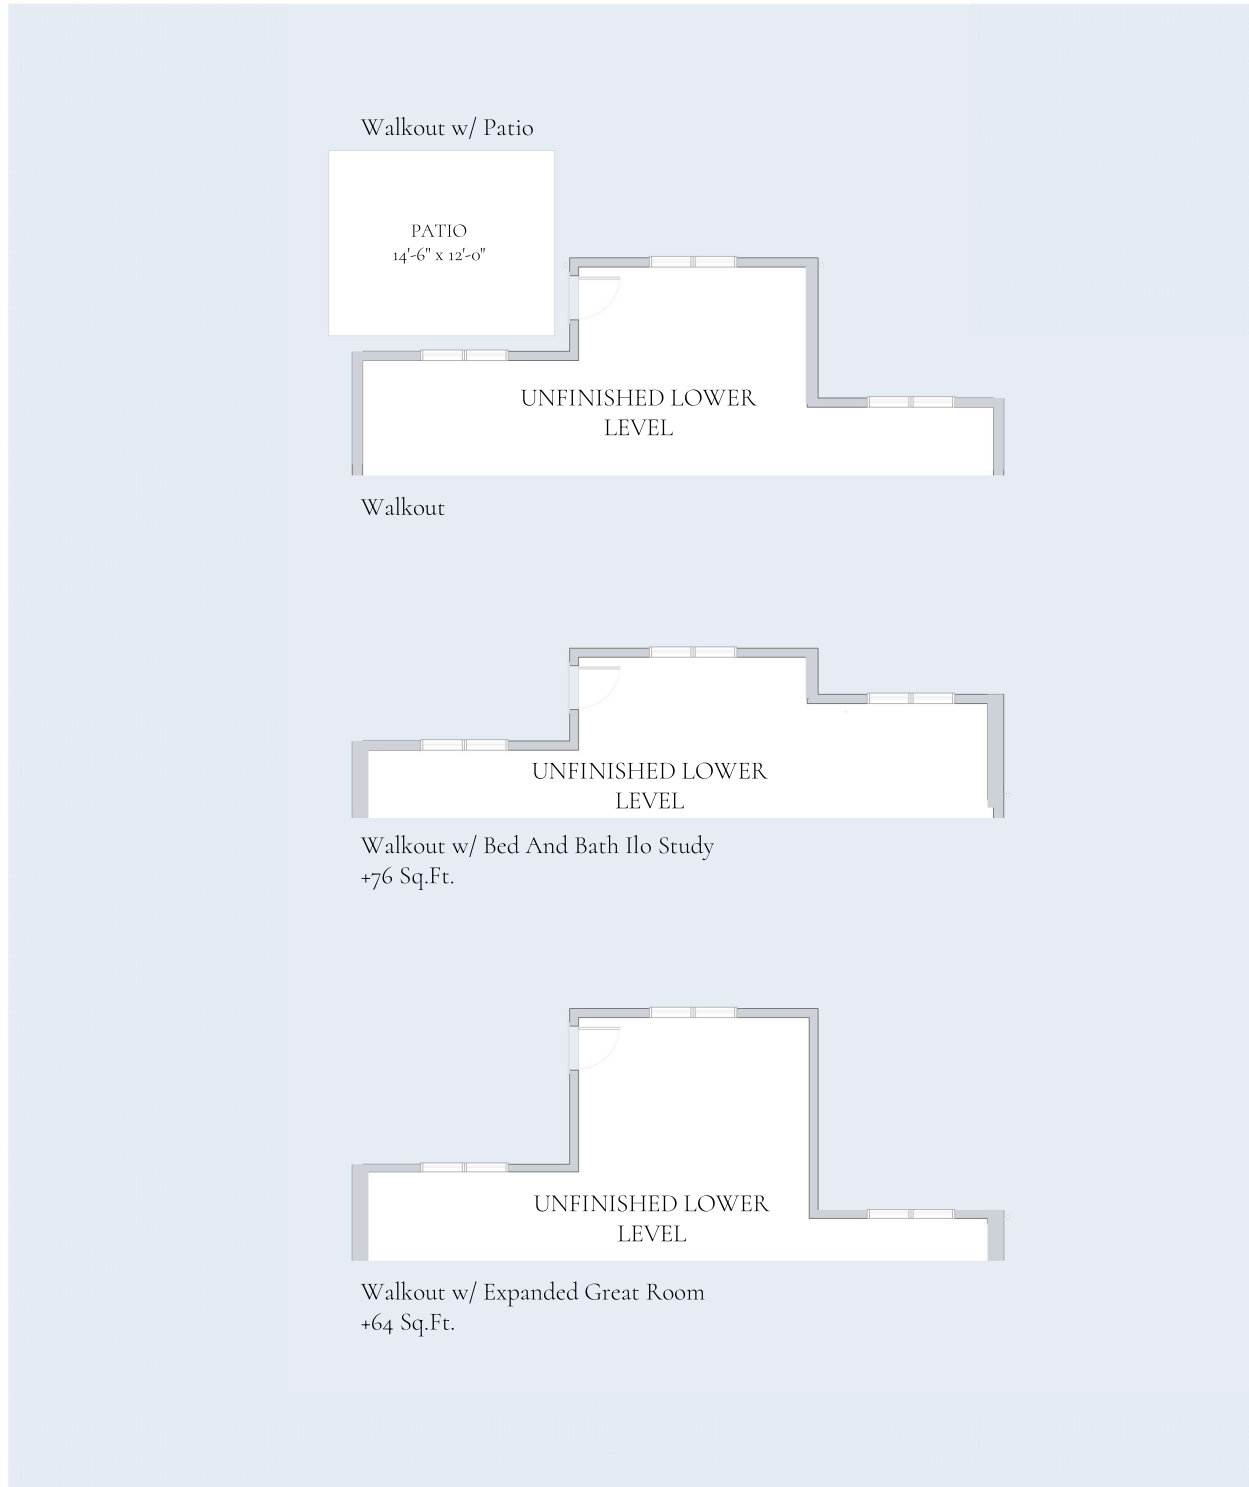 Walkout w/ Patio
PATIO
14'-6" x 12'-0"
UNFINISHED LOWER
LEVEL
Walkout
UNFINISHED LOWER
LEVEL
Walkout w/ Bed And Bath Ilo Study
+76 Sq.Ft.
UNFINISHED LOWER
LEVEL
Walkout w/ Expanded Great Room
+64 Sq.Ft.